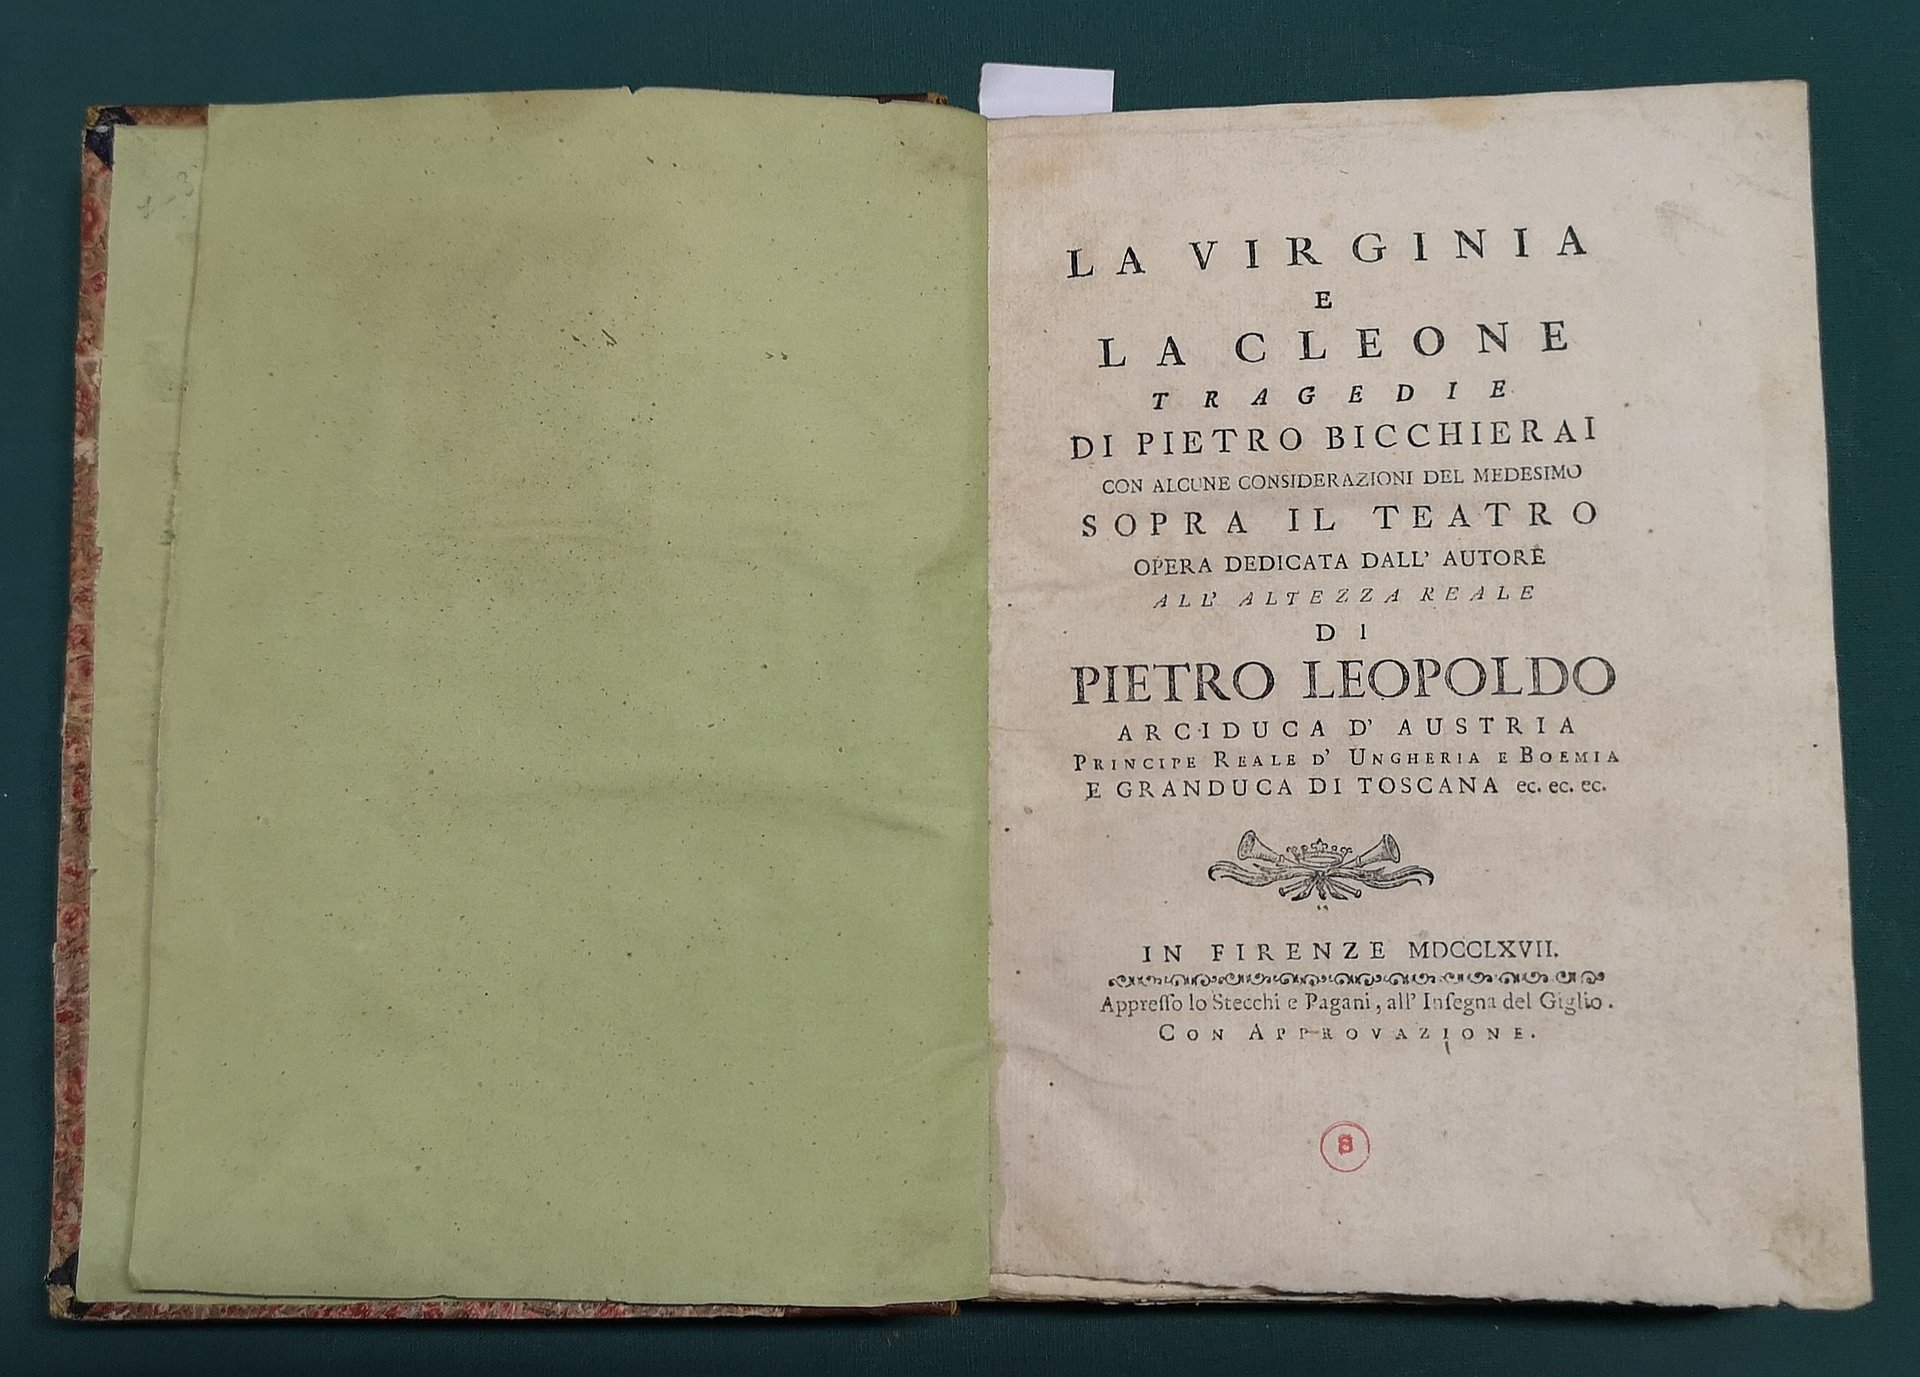 LA VIRGINIA
E
LA CLEONE
TRAGEDIE
DI PIETRO BICCHIERAI
CON ALCUNE CONSIDERAZIONI DEL MEDESIMO
SOPRA IL TEATRO
OPERA DEDICATA DALL' AUTORE
ALL' ALTEZZA REALE
DI
PIETRO LEOPOLDO
ARCIDUCA D' AUSTRIA
PRINCIPE REALE D' UNGHERIA E BOEMIA
E GRANDUCA DI TOSCANA ec. ec. ec.
IN FIRENZE MDCCLXVII.
Appreſſo lo Stecchi e Pagani, all' Inſegna del Giglio.
CON APPROVAZIONE.